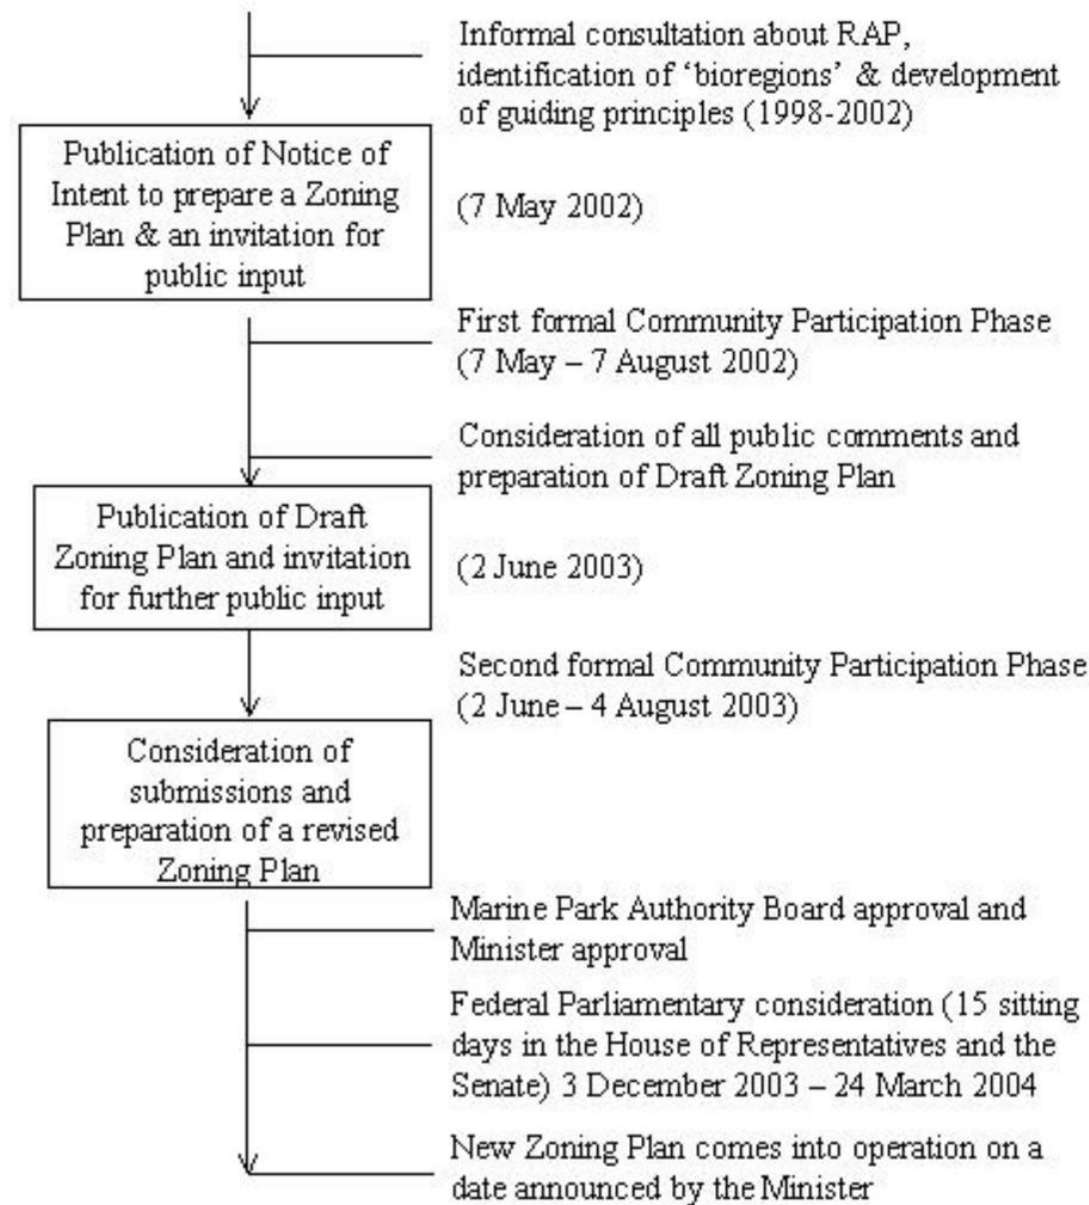 Informal consultation about RAP,
identification of ‘bioregions’ & development
of guiding principles (1998-2002)
Publication of Notice of
Intent to prepare a Zoning
Plan & an invitation for
public input
(7 May 2002)
First formal Community Participation Phase
(7 May – 7 August 2002)
Consideration of all public comments and
preparation of Draft Zoning Plan
Publication of Draft
Zoning Plan and invitation
for further public input
(2 June 2003)
Second formal Community Participation Phase
(2 June – 4 August 2003)
Consideration of
submissions and
preparation of a revised
Zoning Plan
Marine Park Authority Board approval and
Minister approval
Federal Parliamentary consideration (15 sitting
days in the House of Representatives and the
Senate) 3 December 2003 – 24 March 2004
New Zoning Plan comes into operation on a
date announced by the Minister